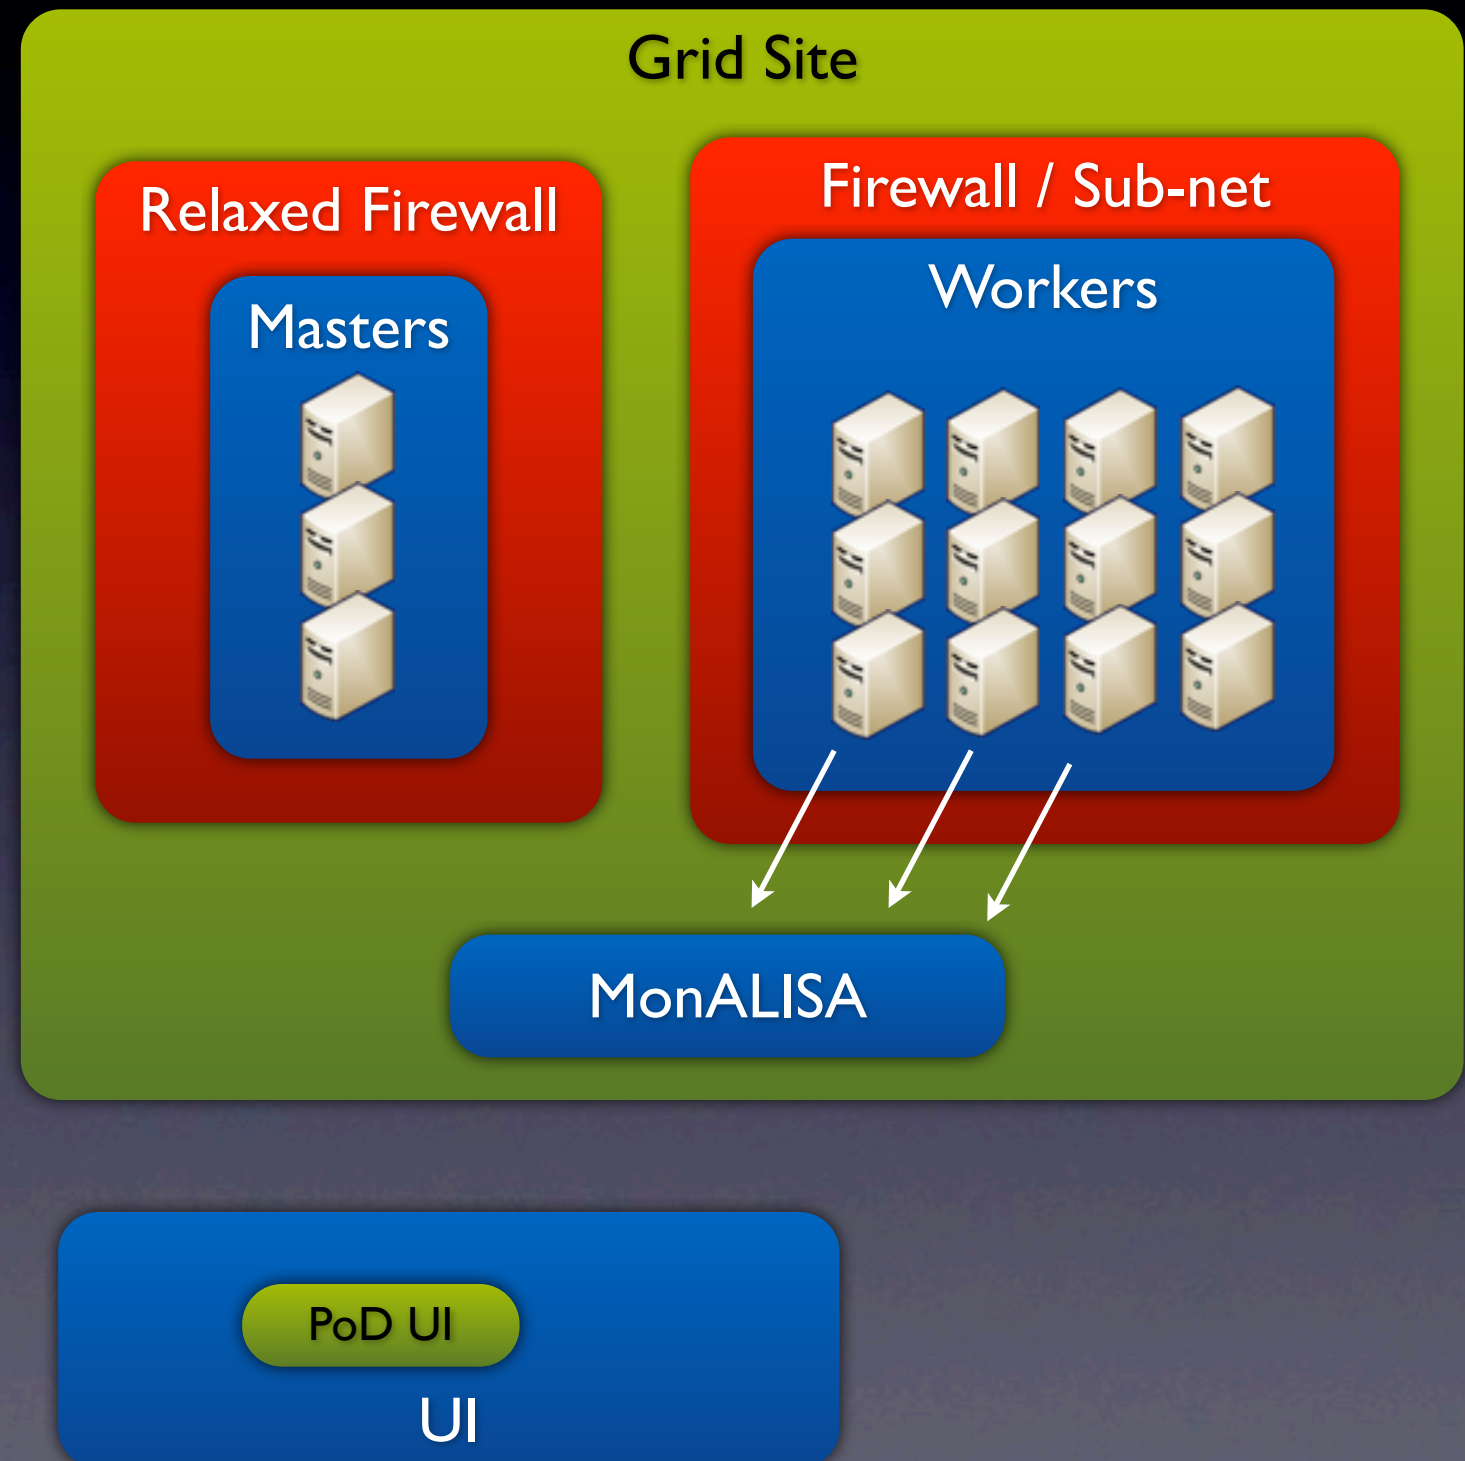 Grid Site
Relaxed Firewall
Masters
Firewall / Sub-net
Workers
MonALISA
PoD UI
UI